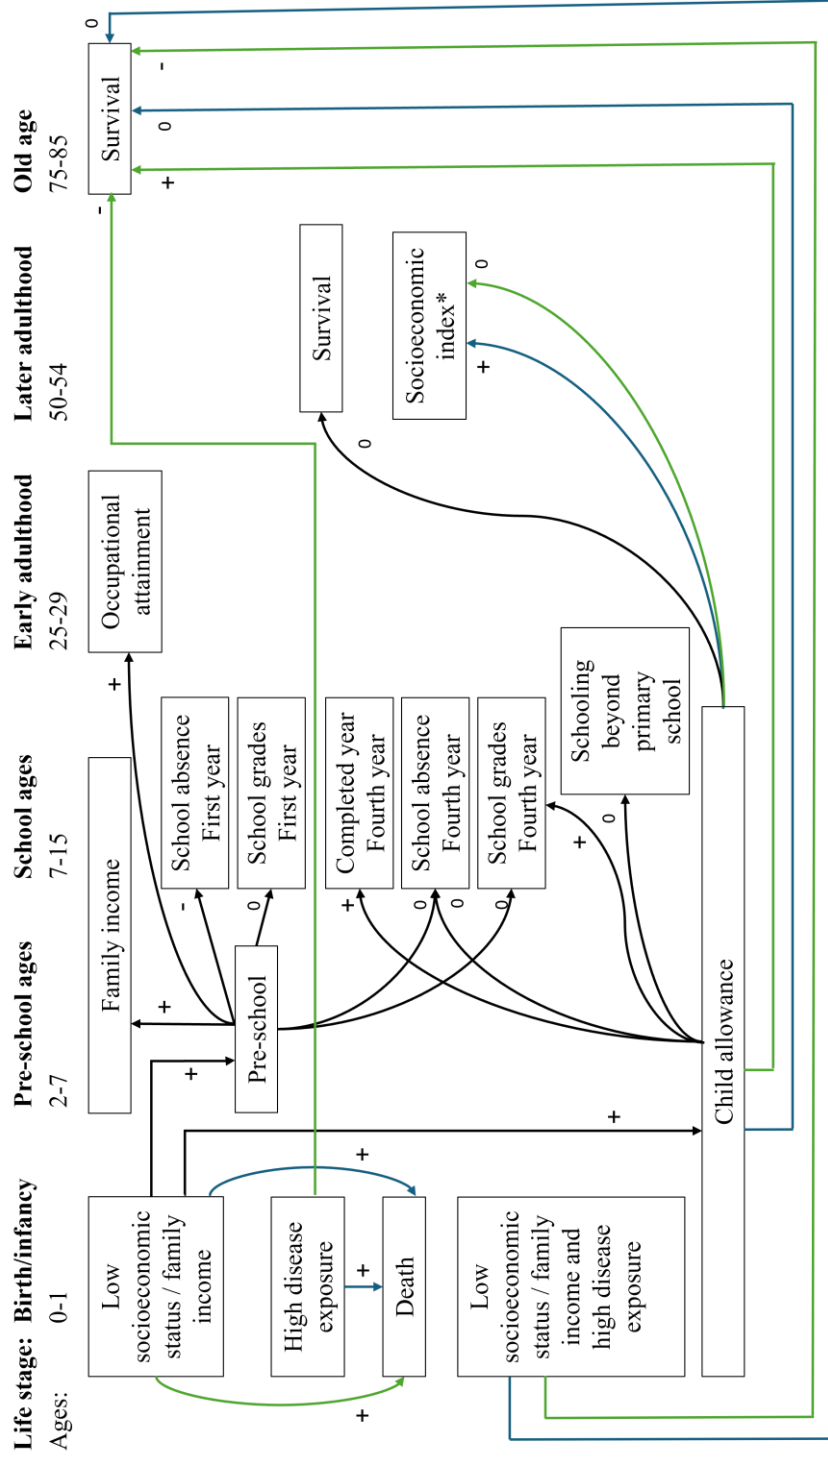 Life stage: Birth/infancy Pre-school ages School ages Early adulthood Later adulthood Old age
Ages: 0-1 2-7 7-15 25-29 50-54 75-85
Low
socioeconomic
status / family
income
Family income
Occupational
attainment
Survival
+
+
-
0
-
0
+
0
-
+
+
School absence
First year
Pre-school
School grades
First year
High disease
exposure
+
+
+
Death
Survival
0
Completed year
Fourth year
+
School absence
Fourth year
0
0
School grades
Fourth year
0
+
Socioeconomic
index*
+
0
Low
socioeconomic
status / family
income and
high disease
exposure
Schooling
beyond
primary
school
0
+
Child allowance